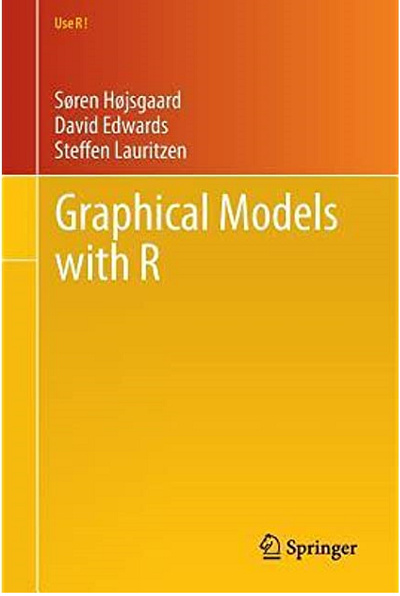 Use R!
Søren Højsgaard
David Edwards
Steffen Lauritzen
Graphical Models
with R
Springer